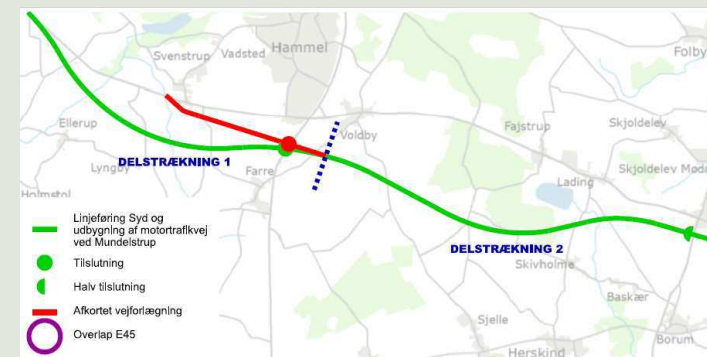 Hammel
Svenstrup
Vadsted
Folby
Ellerup
Voldby
Fajstrup
Skjoldelev
DELSTRÆKNING 1
Lyngby
Farre
Lading
Skjoldelev
Holmstol
Linjeføring Syd og
udbygning af motortrafikvej
ved Mundelstrup
DELSTRÆKNING 2
Skivholme
Tilslutning
Halv tilslutning
Baskær
Afkortet vejforlægning
Sjelle
Overlap E45
Borum
Herskind